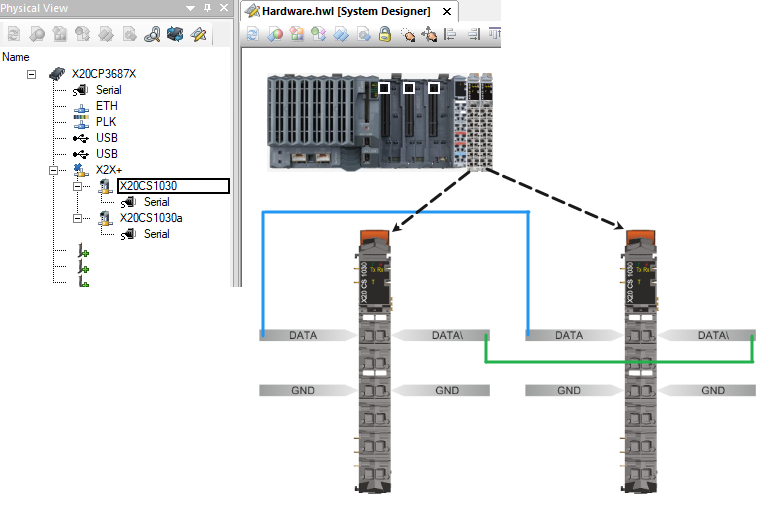 Physical View
Name
X20CP3687X
Serial
ETH
PLK
USB
USB
X2X+
X20CS1030
Serial
X20CS1030a
Serial
Hardware.hwl [System Designer]
X20 CS 1030
Tx Rx
T
X20 CS 1030
Tx Rx
T
DATA
DATA\
DATA
DATA\
GND
GND
GND
GND